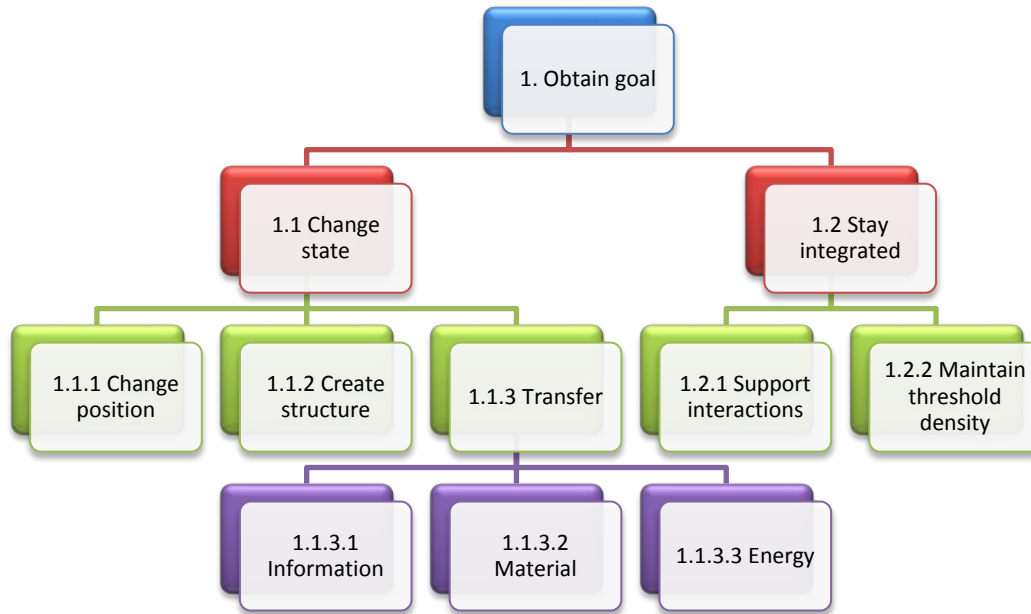 1. Obtain goal
1.1 Change
state
1.2 Stay
integrated
1.1.1 Change
position
1.1.2 Create
structure
1.1.3 Transfer
1.2.1 Support
interactions
1.2.2 Maintain
threshold
density
1.1.3.1
Information
1.1.3.2
Material
1.1.3.3 Energy